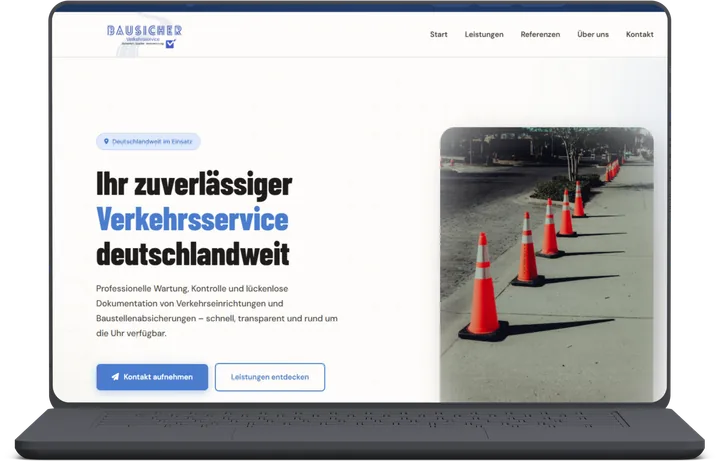 BAUSICHER
Verkehrsservice
Start Leistungen Referenzen Über uns Kontakt
Deutschlandweit im Einsatz
Ihr zuverlässiger
Verkehrsservice
deutschlandweit
Professionelle Wartung, Kontrolle und lückenlose
Dokumentation von Verkehrseinrichtungen und
Baustellenabsicherungen – schnell, transparent und rund um
die Uhr verfügbar.
Kontakt aufnehmen
Leistungen entdecken